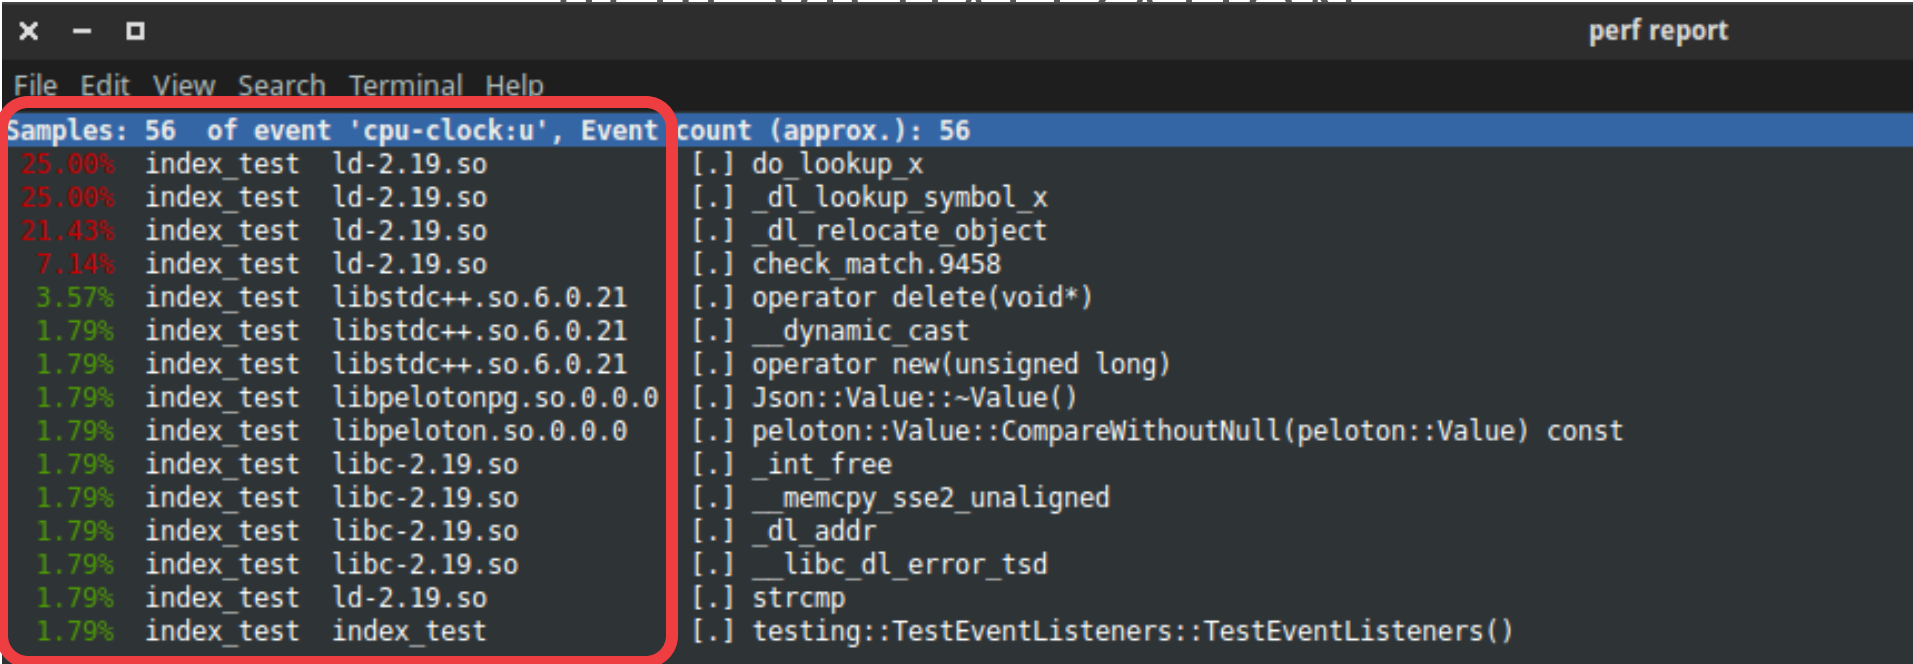 perf report
File Edit View Search Terminal Help
Samples: 56  of event 'cpu-clock:u', Event count (approx.): 56
25.00%  index_test  ld-2.19.so  [.] do_lookup_x
25.00%  index_test  ld-2.19.so  [.] _dl_lookup_symbol_x
21.43%  index_test  ld-2.19.so  [.] _dl_relocate_object
7.14%  index_test  ld-2.19.so  [.] check_match.9458
3.57%  index_test  libstdc++.so.6.0.21  [.] operator delete(void*)
1.79%  index_test  libstdc++.so.6.0.21  [.] __dynamic_cast
1.79%  index_test  libstdc++.so.6.0.21  [.] operator new(unsigned long)
1.79%  index_test  libpelotonpg.so.0.0.0  [.] Json::Value::~Value()
1.79%  index_test  libpeloton.so.0.0.0  [.] peloton::Value::CompareWithoutNull(peloton::Value) const
1.79%  index_test  libc-2.19.so  [.] _int_free
1.79%  index_test  libc-2.19.so  [.] __memcpy_sse2_unaligned
1.79%  index_test  libc-2.19.so  [.] _dl_addr
1.79%  index_test  libc-2.19.so  [.] __libc_dl_error_tsd
1.79%  index_test  ld-2.19.so  [.] strcmp
1.79%  index_test  index_test  [.] testing::TestEventListeners::TestEventListeners()